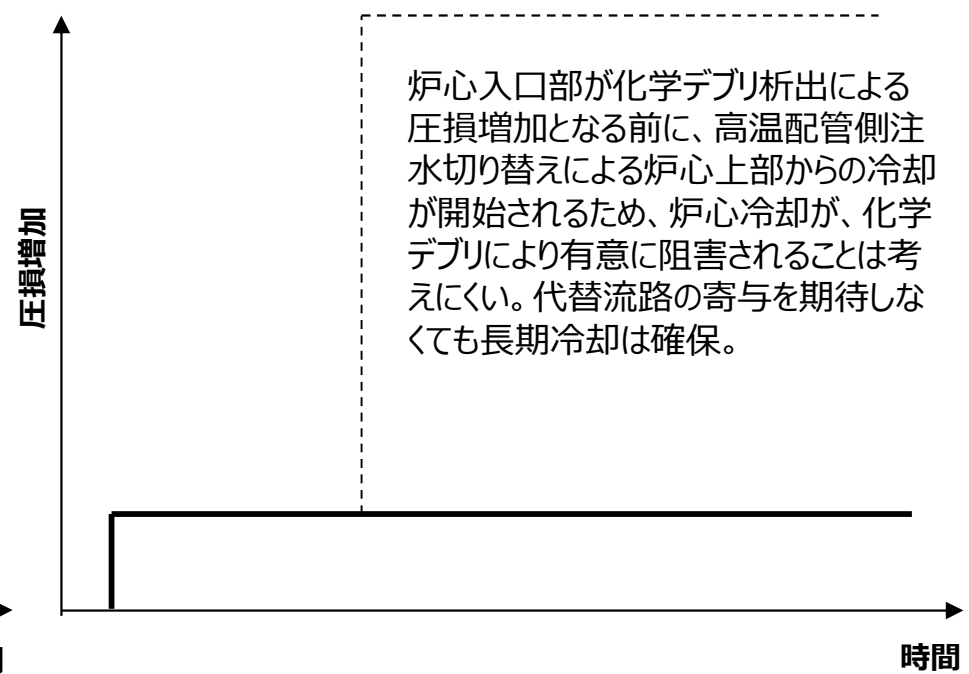 炉心入口部が化学デブリ析出による
圧損増加となる前に、高温配管側注
水切り替えによる炉心上部からの冷却
が開始されるため、炉心冷却が、化学
デブリにより有意に阻害されることは考
えにくい。代替流路の寄与を期待しな
くても長期冷却は確保。
圧損増加
時間